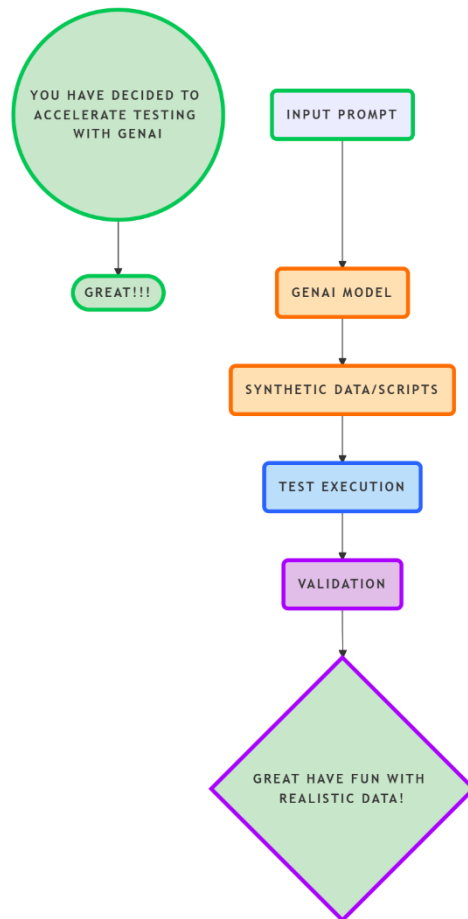 YOU HAVE DECIDED TO
ACCELERATE TESTING
WITH GENAI
GREAT!!!
INPUT PROMPT
GENAI MODEL
SYNTHETIC DATA/SCRIPTS
TEST EXECUTION
VALIDATION
GREAT HAVE FUN WITH
REALISTIC DATA!